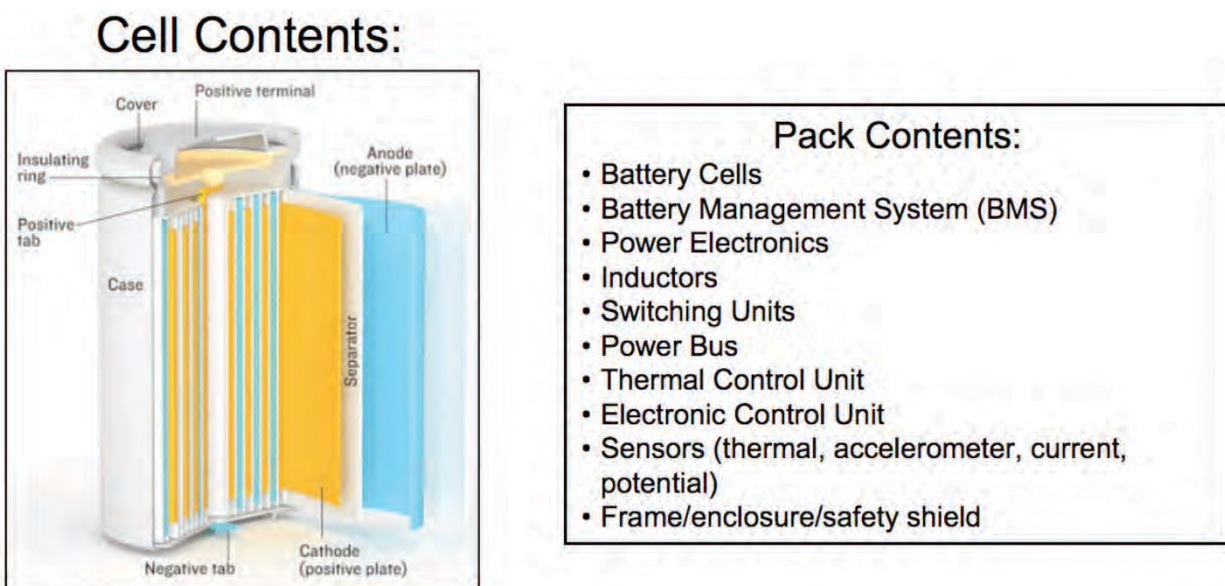 Cell Contents:
Positive terminal
Cover
Insulating
ring
Anode
(negative plate)
Positive
tab
Case
Separator
Cathode
(positive plate)
Negative tab
Pack Contents:
• Battery Cells
• Battery Management System (BMS)
• Power Electronics
• Inductors
• Switching Units
• Power Bus
• Thermal Control Unit
• Electronic Control Unit
• Sensors (thermal, accelerometer, current,
potential)
• Frame/enclosure/safety shield